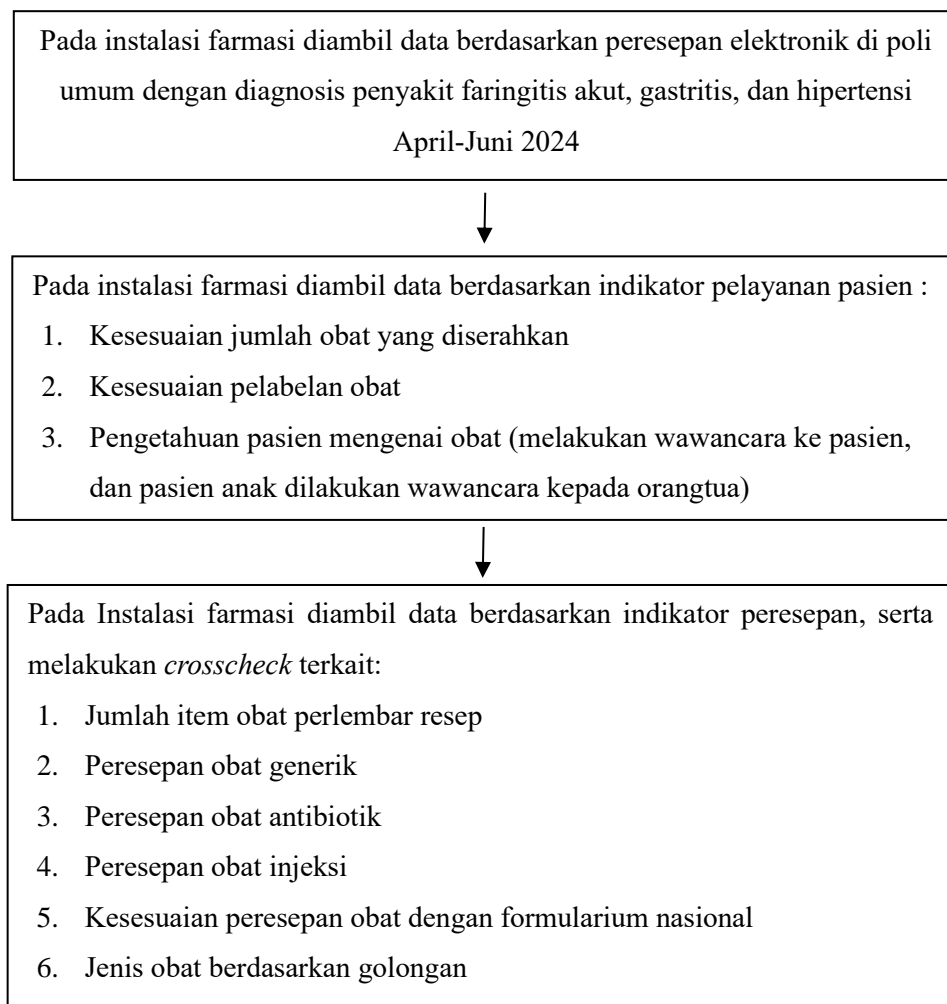 Pada instalasi farmasi diambil data berdasarkan peresepan elektronik di poli
umum dengan diagnosis penyakit faringitis akut, gastritis, dan hipertensi
April-Juni 2024
Pada instalasi farmasi diambil data berdasarkan indikator pelayanan pasien :
1. Kesesuaian jumlah obat yang diserahkan
2. Kesesuaian pelabelan obat
3. Pengetahuan pasien mengenai obat (melakukan wawancara ke pasien,
dan pasien anak dilakukan wawancara kepada orangtua)
Pada Instalasi farmasi diambil data berdasarkan indikator peresepan, serta
melakukan crosscheck terkait:
1. Jumlah item obat perlembar resep
2. Peresepan obat generik
3. Peresepan obat antibiotik
4. Peresepan obat injeksi
5. Kesesuaian peresepan obat dengan formularium nasional
6. Jenis obat berdasarkan golongan